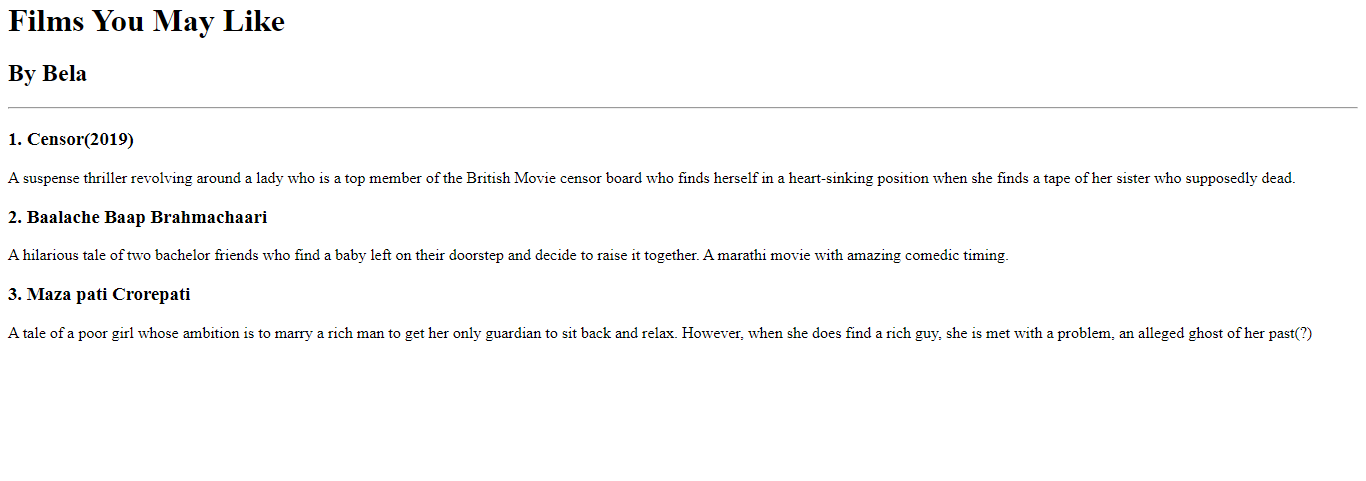 Films You May Like
By Bela
1. Censor(2019)
A suspense thriller revolving around a lady who is a top member of the British Movie censor board who finds herself in a heart-sinking position when she finds a tape of her sister who supposedly dead.
2. Baalache Baap Brahmachaari
A hilarious tale of two bachelor friends who find a baby left on their doorstep and decide to raise it together. A marathi movie with amazing comedic timing.
3. Maza pati Crorepati
A tale of a poor girl whose ambition is to marry a rich man to get her only guardian to sit back and relax. However, when she does find a rich guy, she is met with a problem, an alleged ghost of her past(?)